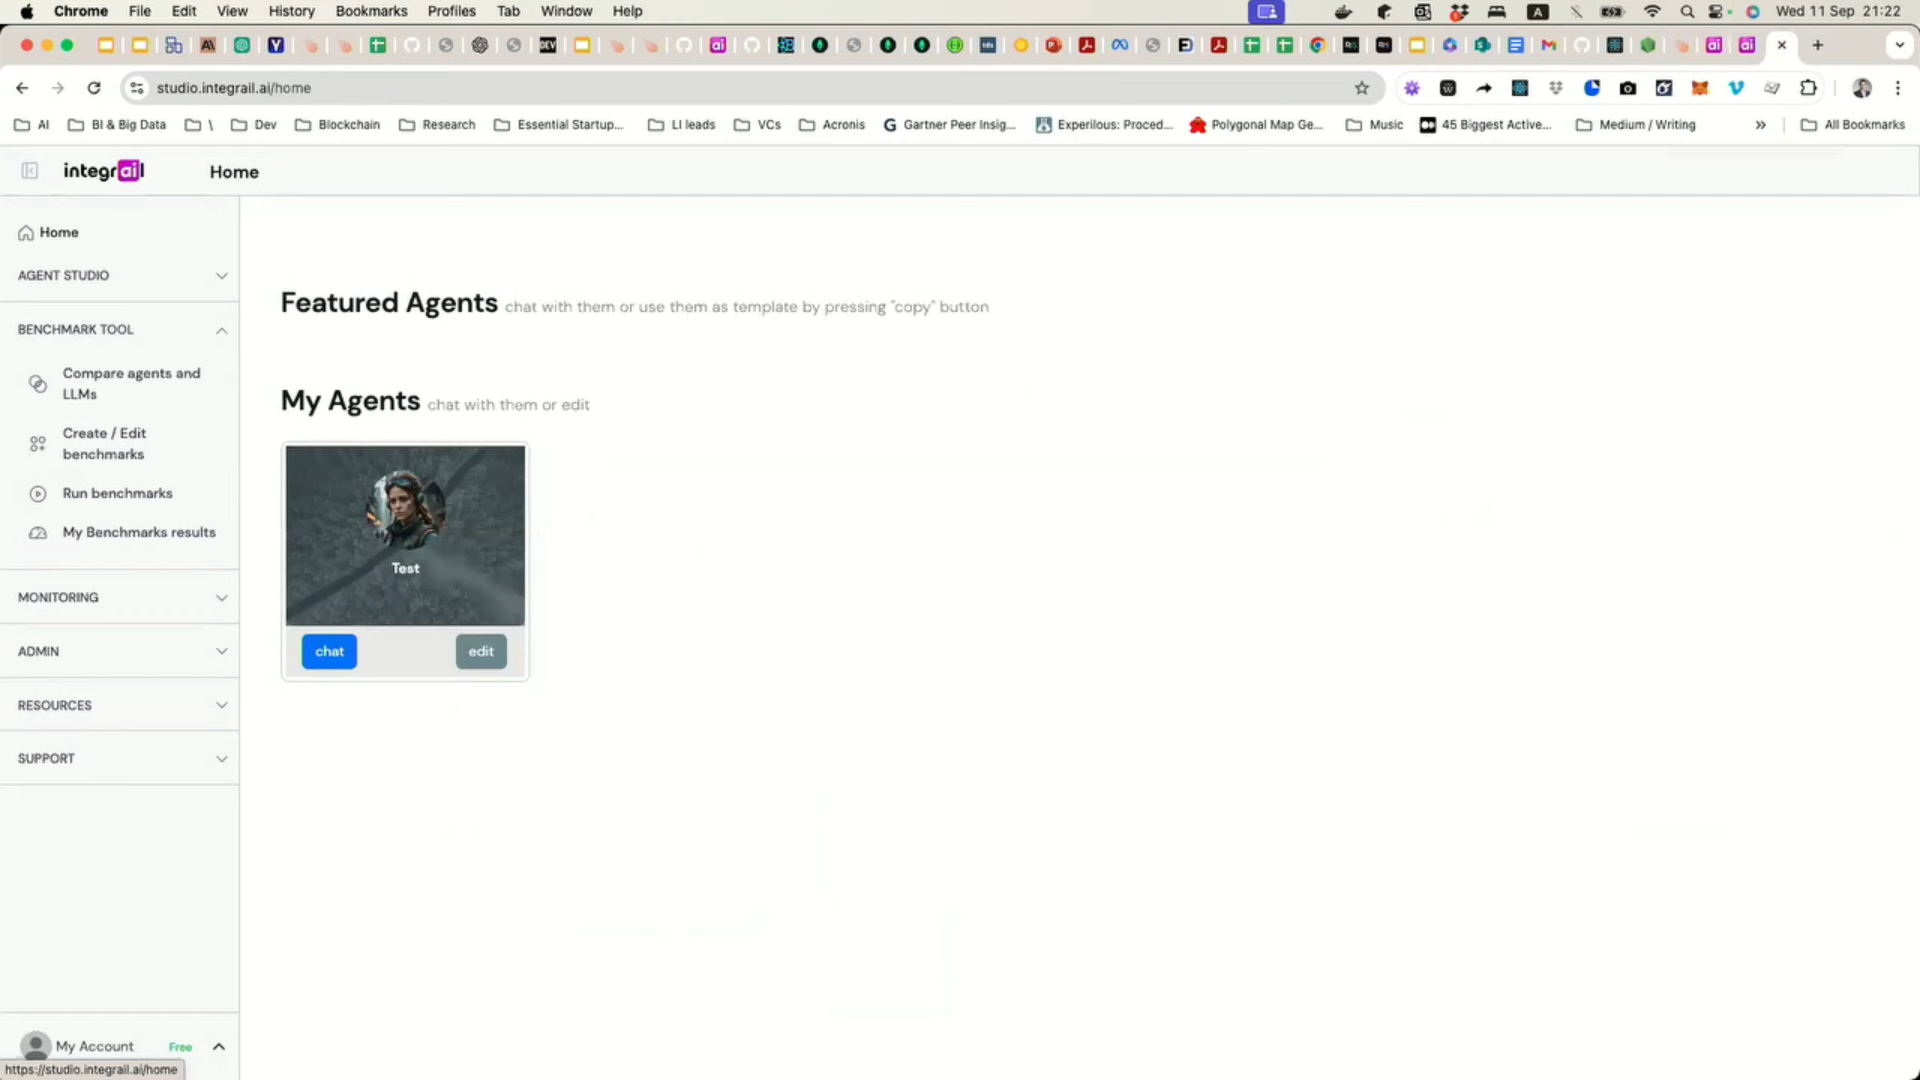 Chrome File Edit View History Bookmarks Profiles Tab Window Help
A
Wed 11 Sep 21:22
studio.integrail.ai/home
AI
BI & Big Data
\
Dev
Blockchain
Research
Essential Startup...
LI leads
VCs
Acronis
Gartner Peer Insig...
Experilous: Proced...
Polygonal Map Ge...
Music
45 Biggest Active...
Medium / Writing
»
All Bookmarks
integrail
Home
Home
AGENT STUDIO
BENCHMARK TOOL
Compare agents and
LLMs
Create / Edit
benchmarks
Run benchmarks
My Benchmarks results
MONITORING
ADMIN
RESOURCES
SUPPORT
Featured Agents chat with them or use them as template by pressing "copy" button
My Agents chat with them or edit
Test
chat
edit
My Account Free
https://studio.integrail.ai/home